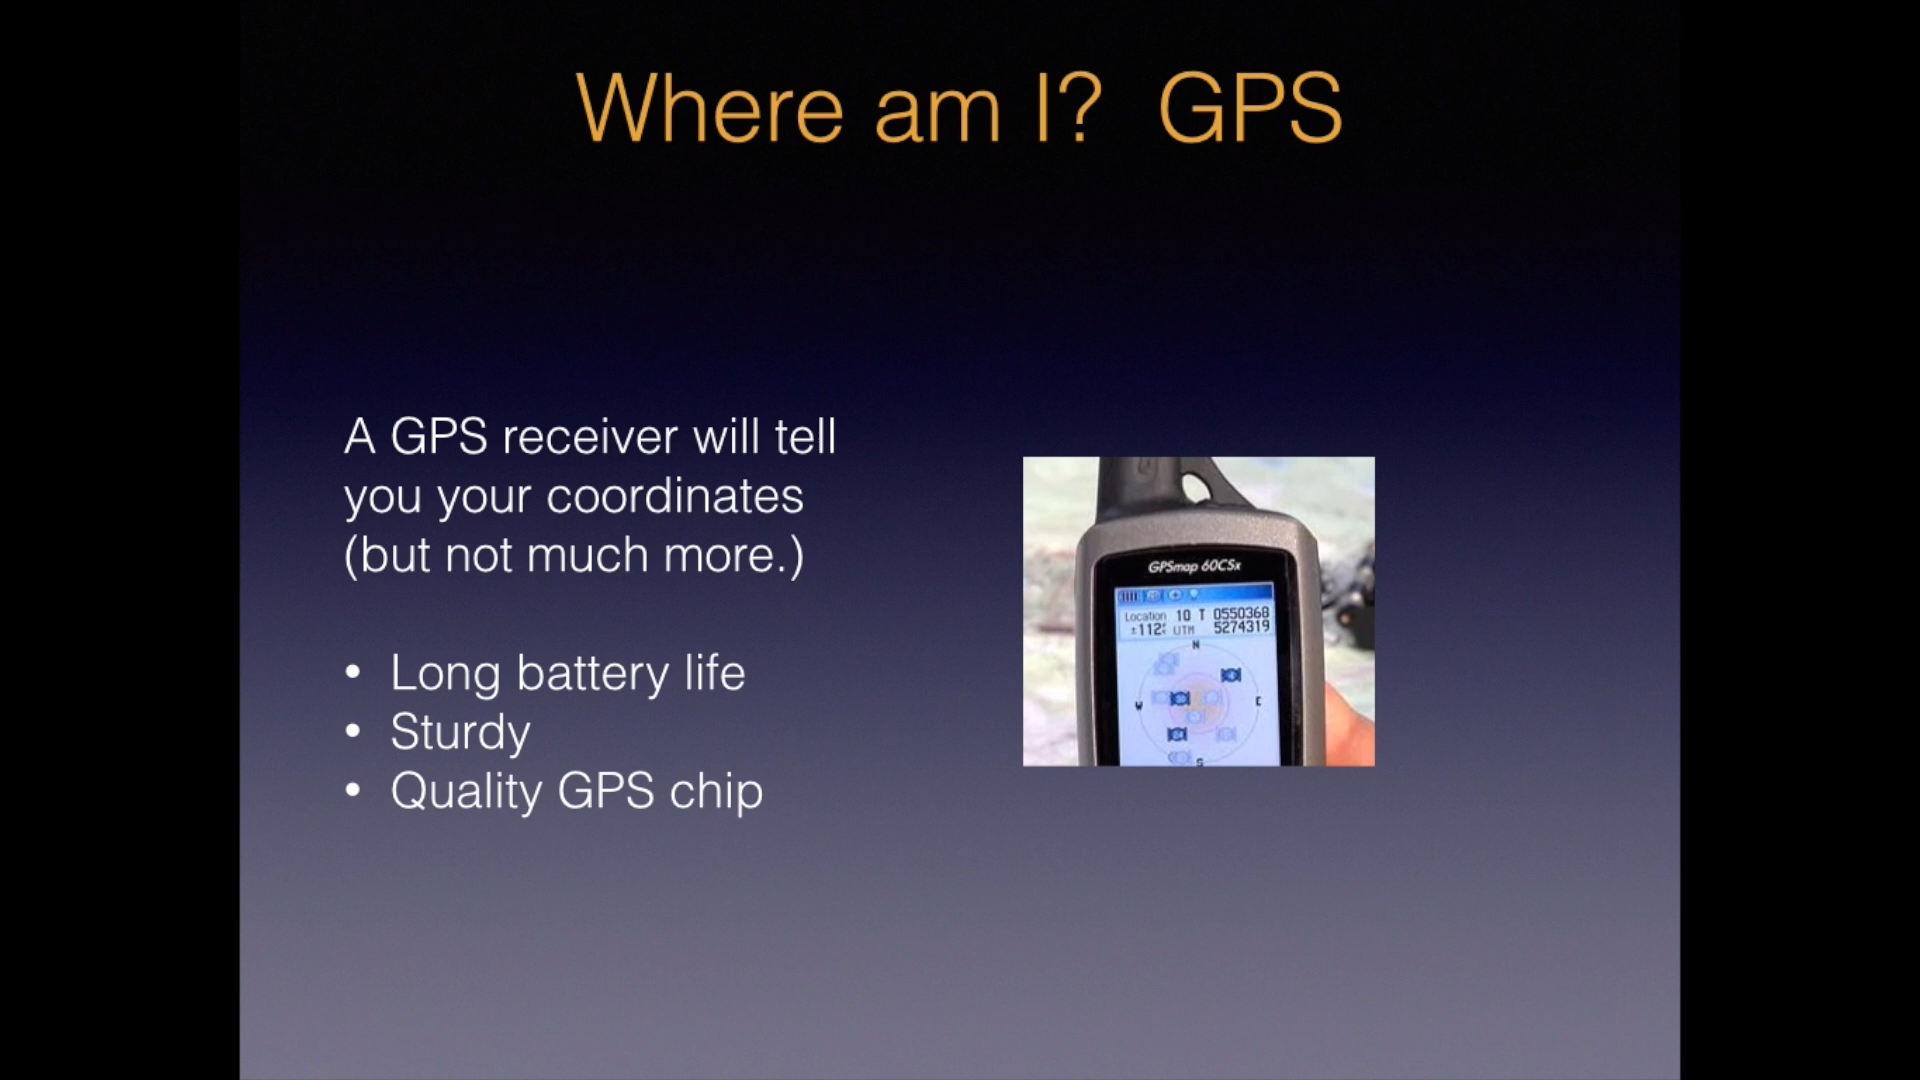 Where am I? GPS
A GPS receiver will tell
you your coordinates
(but not much more.)
• Long battery life
• Sturdy
• Quality GPS chip
GPSmap 60CSx
Location 10 T 0550368
±112 UTM 5274319
N
W
E
S